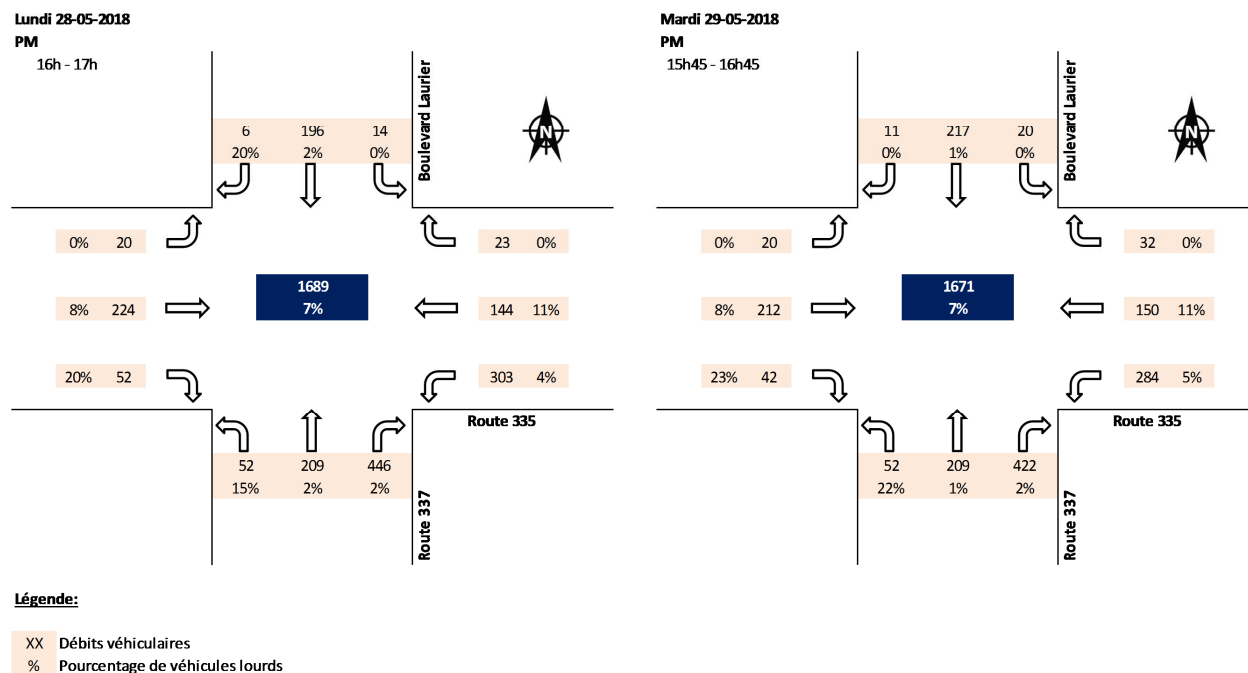 Lundi 28-05-2018
PM
16h - 17h
6 196 14
20% 2% 0%
Boulevard Laurier
N
0% 20
23 0%
1689
7%
8% 224
144 11%
20% 52
303 4%
Route 335
52 209 446
15% 2% 2%
Route 337
Mardi 29-05-2018
PM
15h45 - 16h45
11 217 20
0% 1% 0%
Boulevard Laurier
N
0% 20
32 0%
1671
7%
8% 212
150 11%
23% 42
284 5%
Route 335
52 209 422
22% 1% 2%
Route 337
Légende:
XX Débits véhiculaires
% Pourcentage de véhicules lourds